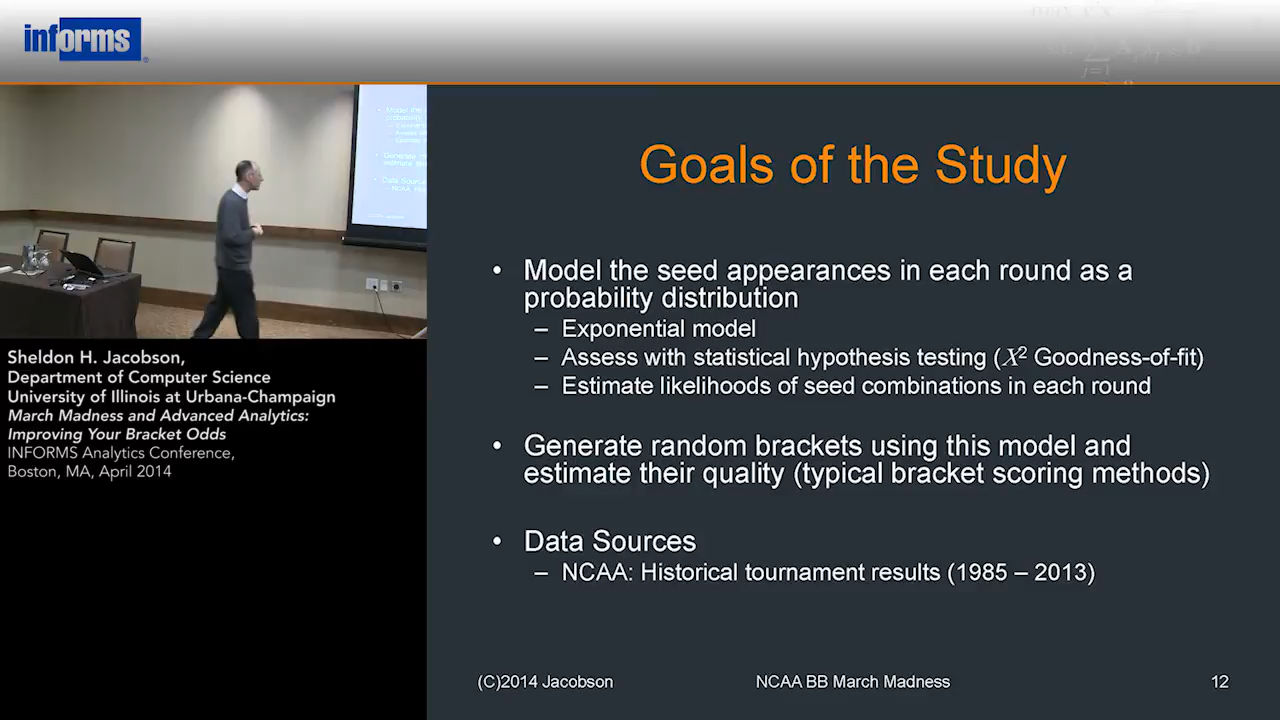 informs
Sheldon H. Jacobson,
Department of Computer Science
University of Illinois at Urbana-Champaign
March Madness and Advanced Analytics:
Improving Your Bracket Odds
INFORMS Analytics Conference,
Boston, MA, April 2014
Goals of the Study
• Model the seed appearances in each round as a
probability distribution
– Exponential model
– Assess with statistical hypothesis testing (X² Goodness-of-fit)
– Estimate likelihoods of seed combinations in each round
• Generate random brackets using this model and
estimate their quality (typical bracket scoring methods)
• Data Sources
– NCAA: Historical tournament results (1985 – 2013)
(C)2014 Jacobson
NCAA BB March Madness
12